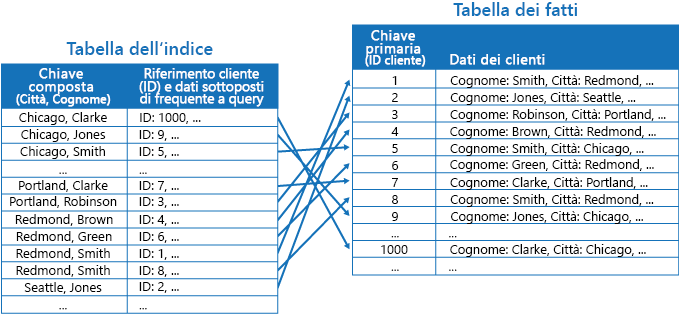 Tabella dell'indice
Chiave composta (Città, Cognome) Riferimento cliente (ID) e dati sottoposti di frequente a query
Chicago, Clarke ID: 1000, ...
Chicago, Jones ID: 9, ...
Chicago, Smith ID: 5, ...
... ...
Portland, Clarke ID: 7, ...
Portland, Robinson ID: 3, ...
Redmond, Brown ID: 4, ...
Redmond, Green ID: 6, ...
Redmond, Smith ID: 1, ...
Redmond, Smith ID: 8, ...
Seattle, Jones ID: 2, ...
... ...
Tabella dei fatti
Chiave primaria (ID cliente) Dati dei clienti
1 Cognome: Smith, Città: Redmond, ...
2 Cognome: Jones, Città: Seattle, ...
3 Cognome: Robinson, Città: Portland, ...
4 Cognome: Brown, Città: Redmond, ...
5 Cognome: Smith, Città: Chicago, ...
6 Cognome: Green, Città: Redmond, ...
7 Cognome: Clarke, Città: Portland, ...
8 Cognome: Smith, Città: Redmond, ...
9 Cognome: Jones, Città: Chicago, ...
... ...
1000 Cognome: Clarke, Città: Chicago, ...
... ...